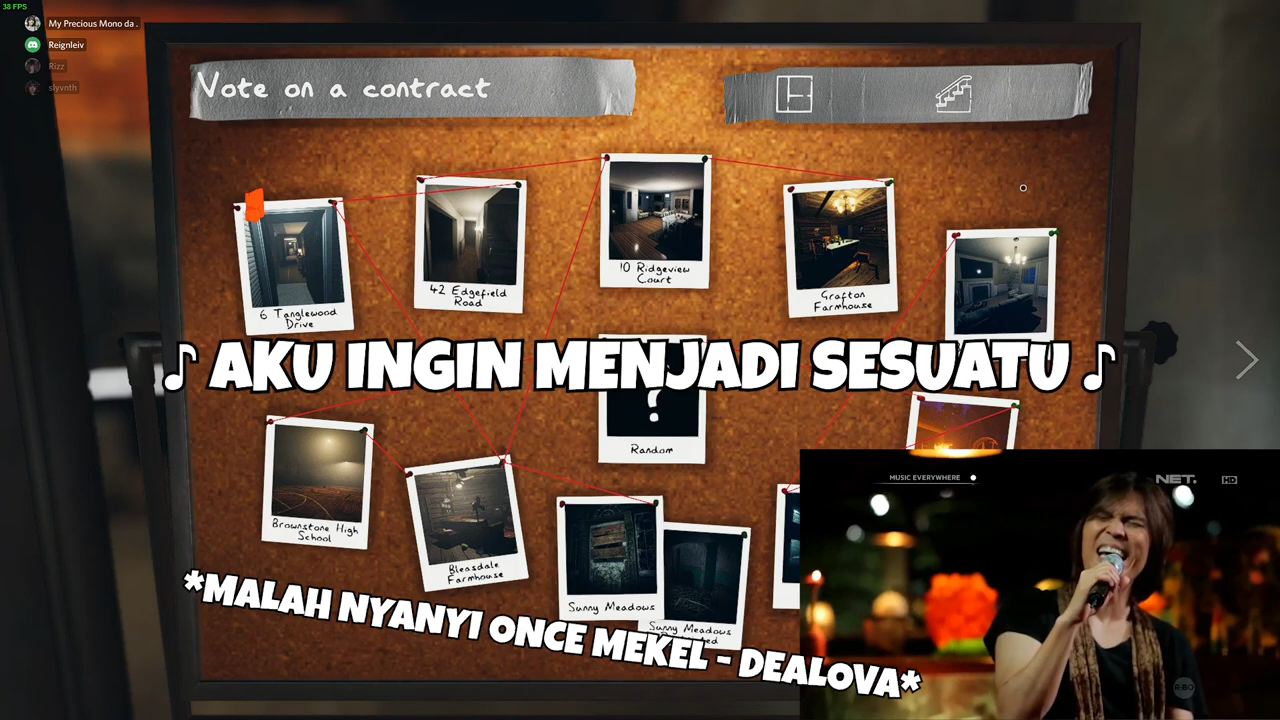 38 FPS
My Precious Mono da .
Reignleiv
Rizz
slyvnth
Vote on a contract
6 Tanglewood
Drive
42 Edgefield
Road
10 Ridgeview
Court
Grafton
Farmhouse
♪ AKU INGIN MENJADI SESUATU ♪
?
Random
Brownstone High
School
Bleasdale
Farmhouse
Sunny Meadows
Sunny Meadows
*MALAH NYANYI ONCE MEKEL - DEALOVA*
MUSIC EVERYWHERE
NET.
HD